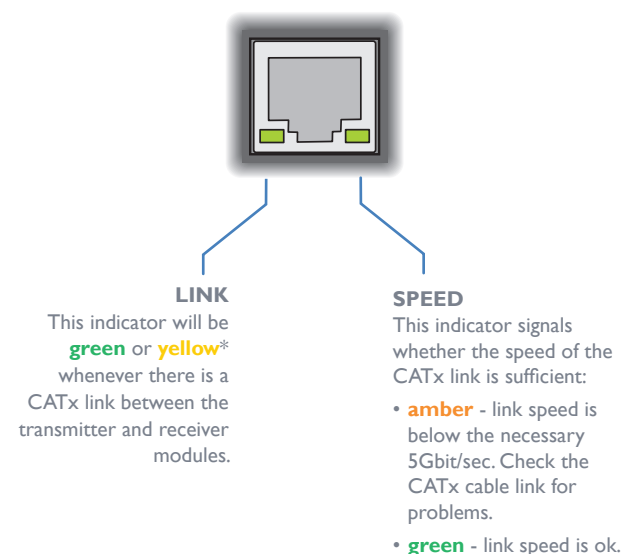 LINK
This indicator will be
green or yellow*
whenever there is a
CATx link between the
transmitter and receiver
modules.
SPEED
This indicator signals
whether the speed of the
CATx link is sufficient:
• amber - link speed is
below the necessary
5Gbit/sec. Check the
CATx cable link for
problems.
• green - link speed is ok.